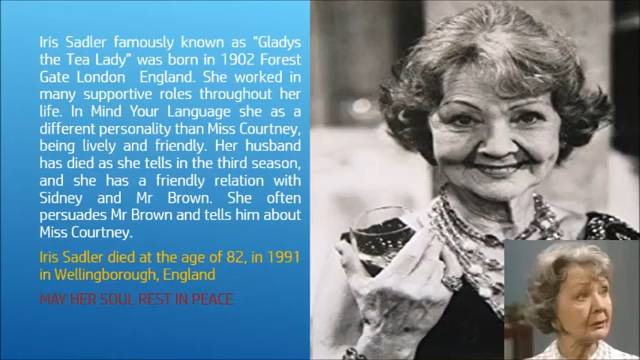 Iris Sadler famously known as "Gladys
the Tea Lady" was born in 1902 Forest
Gate London England. She worked in
many supportive roles throughout her
life. In Mind Your Language she as a
different personality than Miss Courtney,
being lively and friendly. Her husband
has died as she tells in the third season,
and she has a friendly relation with
Sidney and Mr Brown. She often
persuades Mr Brown and tells him about
Miss Courtney.
Iris Sadler died at the age of 82, in 1991
in Wellingborough, England
MAY HER SOUL REST IN PEACE